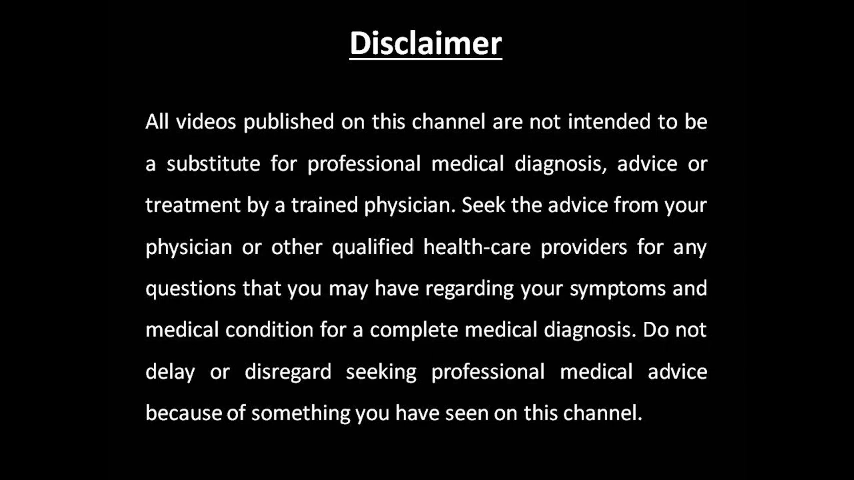 Disclaimer
All videos published on this channel are not intended to be
a substitute for professional medical diagnosis, advice or
treatment by a trained physician. Seek the advice from your
physician or other qualified health-care providers for any
questions that you may have regarding your symptoms and
medical condition for a complete medical diagnosis. Do not
delay or disregard seeking professional medical advice
because of something you have seen on this channel.